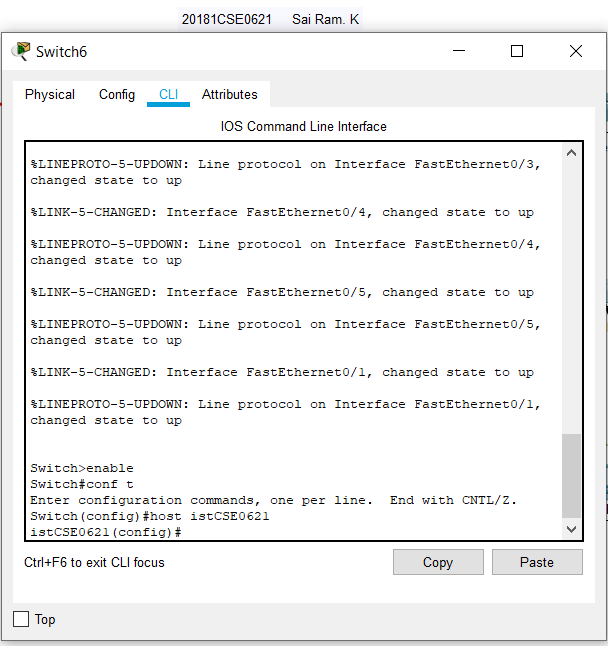 20181CSE0621 Sai Ram. K
Switch6
Physical Config CLI Attributes
IOS Command Line Interface
%LINEPROTO-5-UPDOWN: Line protocol on Interface FastEthernet0/3,
changed state to up
%LINK-5-CHANGED: Interface FastEthernet0/4, changed state to up
%LINEPROTO-5-UPDOWN: Line protocol on Interface FastEthernet0/4,
changed state to up
%LINK-5-CHANGED: Interface FastEthernet0/5, changed state to up
%LINEPROTO-5-UPDOWN: Line protocol on Interface FastEthernet0/5,
changed state to up
%LINK-5-CHANGED: Interface FastEthernet0/1, changed state to up
%LINEPROTO-5-UPDOWN: Line protocol on Interface FastEthernet0/1,
changed state to up
Switch>enable
Switch#conf t
Enter configuration commands, one per line.  End with CNTL/Z.
Switch(config)#host istCSE0621
istCSE0621(config)#
Ctrl+F6 to exit CLI focus
Copy Paste
Top